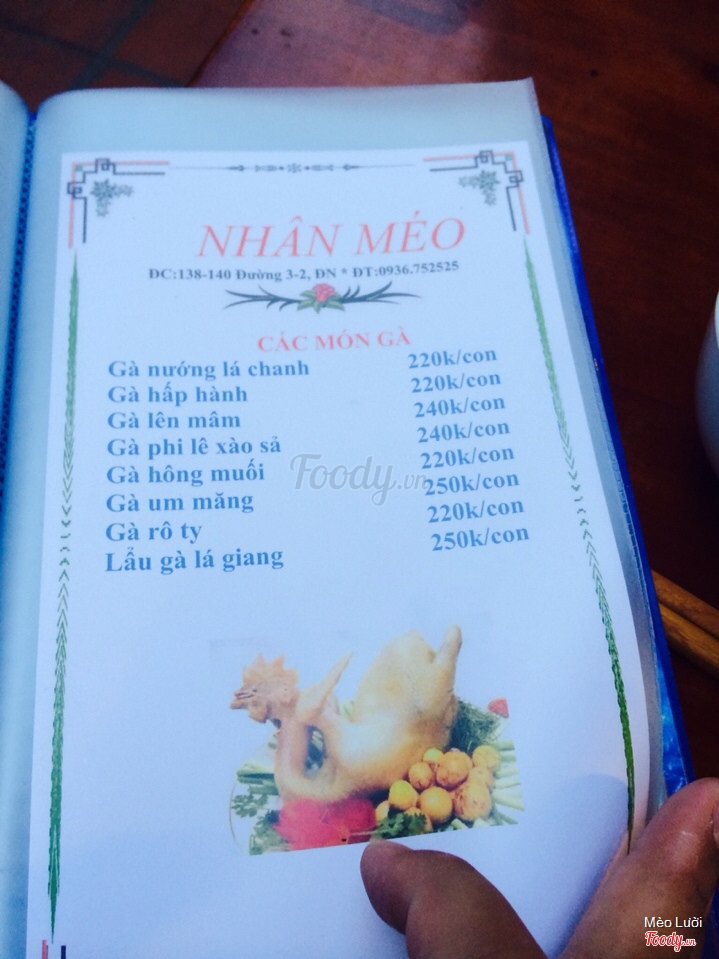 NHÂN MÉO
ĐC:138-140 Đường 3-2, ĐN * ĐT:0936.752525
CÁC MÓN GÀ
Gà nướng lá chanh 220k/con
Gà hấp hành 220k/con
Gà lên mâm 240k/con
Gà phi lê xào sả 240k/con
Gà hông muối 220k/con
Gà um măng 250k/con
Gà rô ty 220k/con
Lẩu gà lá giang 250k/con
Foody.vn
Mèo Lười
Foody.vn